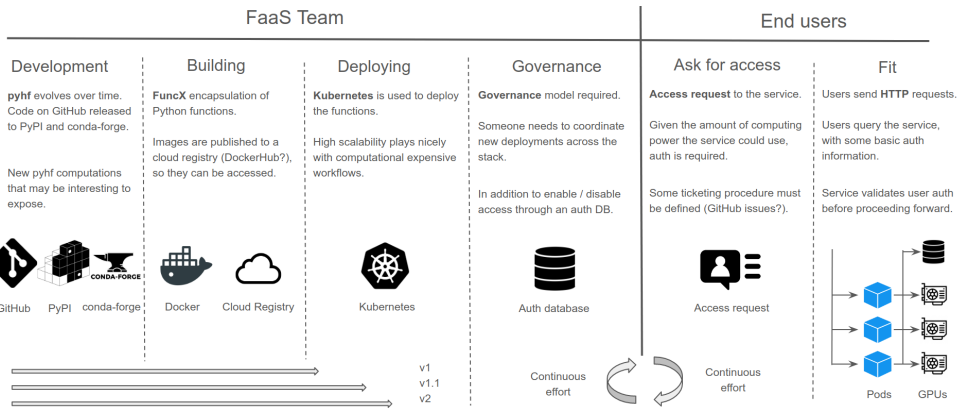 FaaS Team
End users
Development
pyhf evolves over time.
Code on GitHub released
to PyPI and conda-forge.
New pyhf computations
that may be interesting to
expose.
GitHub
PyPI
CONDA-FORGE
conda-forge
Building
FuncX encapsulation of
Python functions.
Images are published to a
cloud registry (DockerHub?),
so they can be accessed.
Docker
Cloud Registry
Deploying
Kubernetes is used to deploy
the functions.
High scalability plays nicely
with computational expensive
workflows.
Kubernetes
Governance
Governance model required.
Someone needs to coordinate
new deployments across the
stack.
In addition to enable / disable
access through an auth DB.
Auth database
Ask for access
Access request to the service.
Given the amount of computing
power the service could use,
auth is required.
Some ticketing procedure must
be defined (GitHub issues?).
Access request
Fit
Users send HTTP requests.
Users query the service,
with some basic auth
information.
Service validates user auth
before proceeding forward.
Pods
GPUs
v1
v1.1
v2
Continuous
effort
Continuous
effort